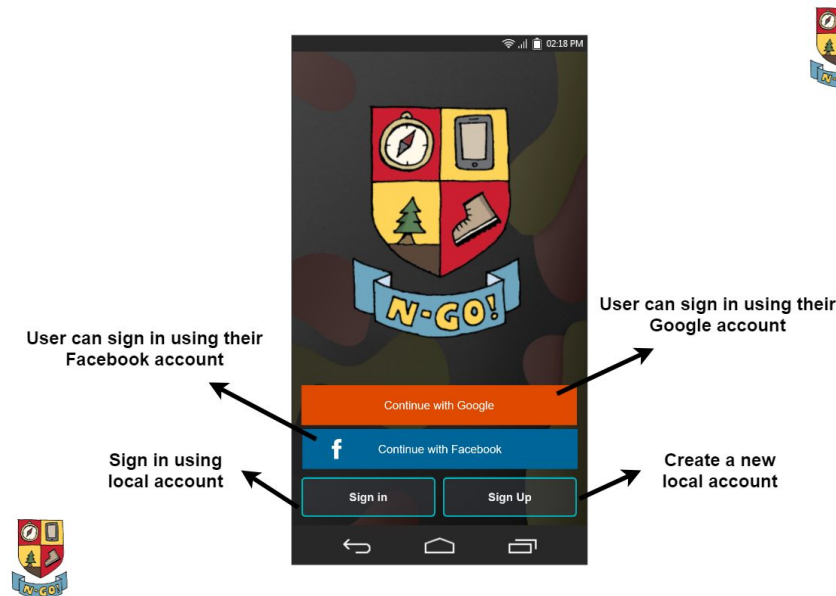 02:18 PM
N-GO!
User can sign in using their
Google account
User can sign in using their
Facebook account
Continue with Google
f
Continue with Facebook
Sign in using
local account
Create a new
local account
Sign in
Sign Up
N-GO!